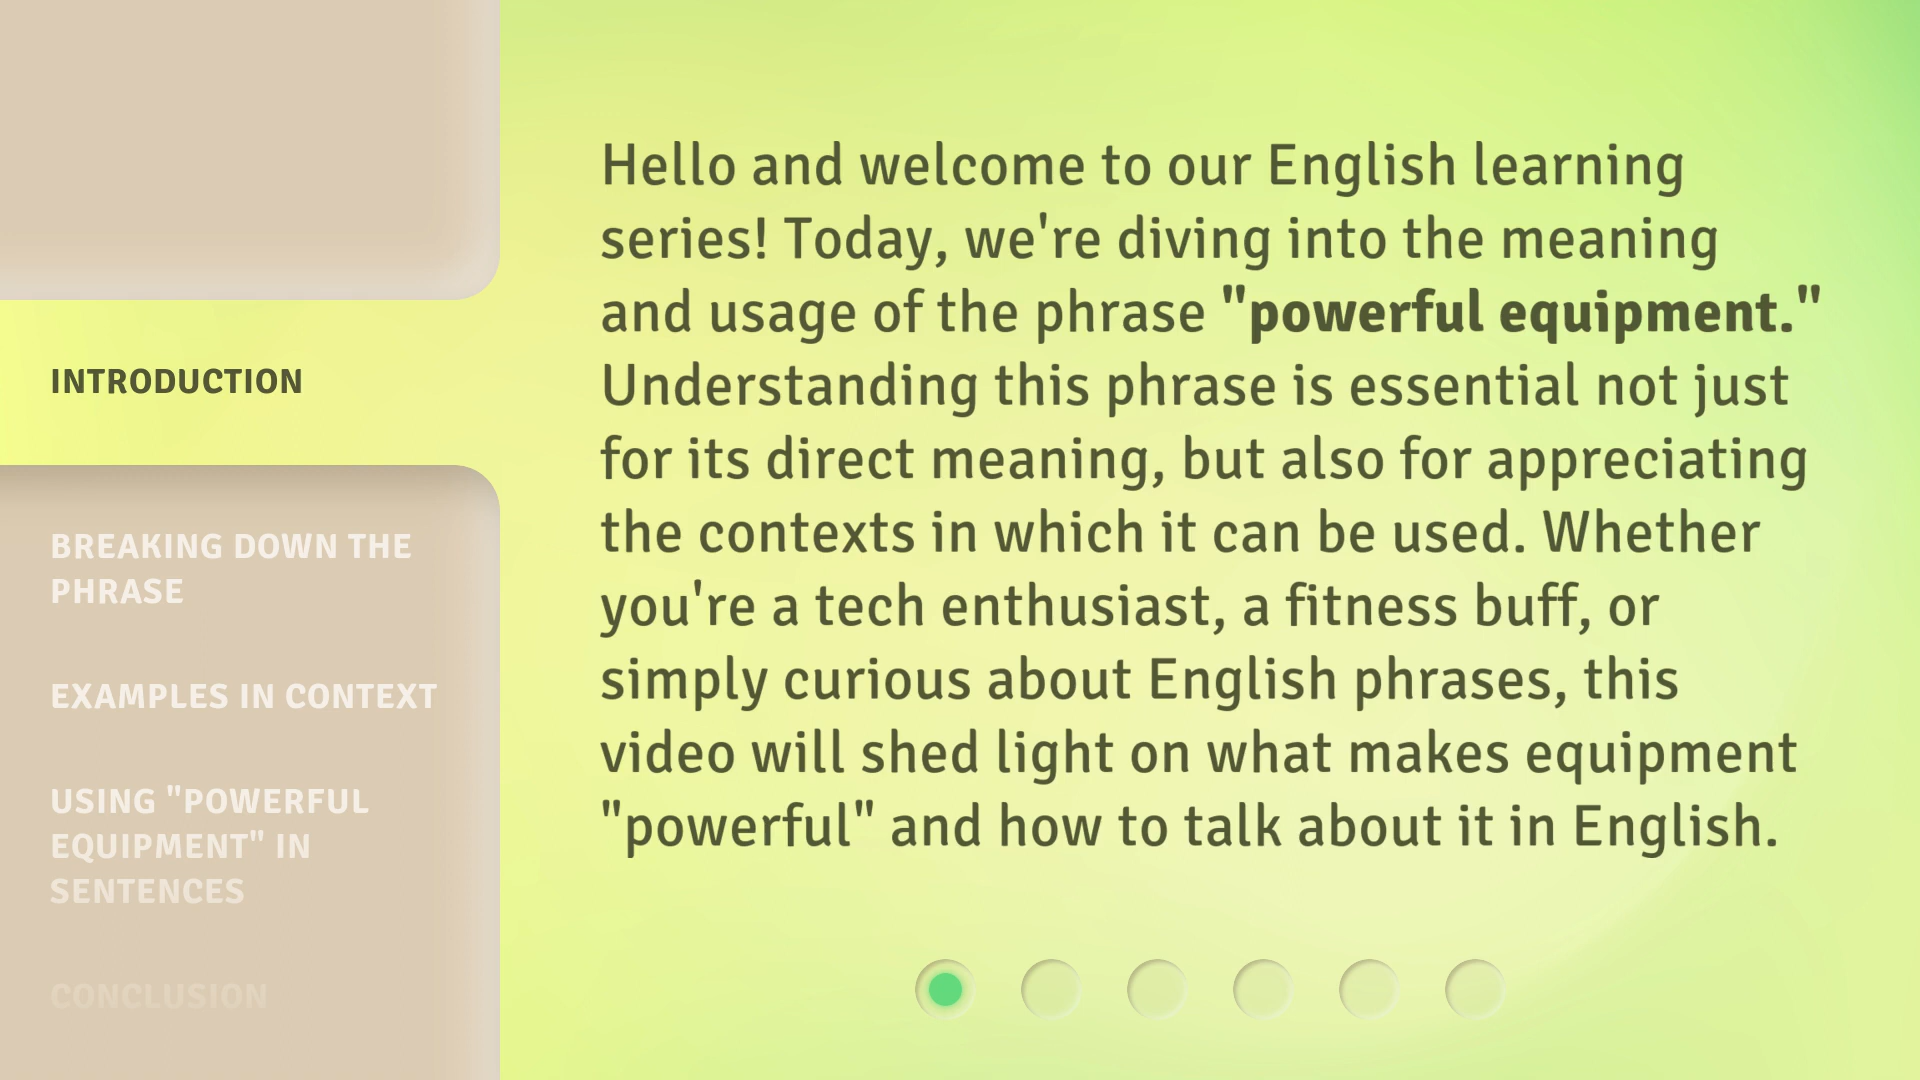 INTRODUCTION
BREAKING DOWN THE
PHRASE
EXAMPLES IN CONTEXT
USING "POWERFUL
EQUIPMENT" IN
SENTENCES
CONCLUSION
Hello and welcome to our English learning
series! Today, we're diving into the meaning
and usage of the phrase "powerful equipment."
Understanding this phrase is essential not just
for its direct meaning, but also for appreciating
the contexts in which it can be used. Whether
you're a tech enthusiast, a fitness buff, or
simply curious about English phrases, this
video will shed light on what makes equipment
"powerful" and how to talk about it in English.